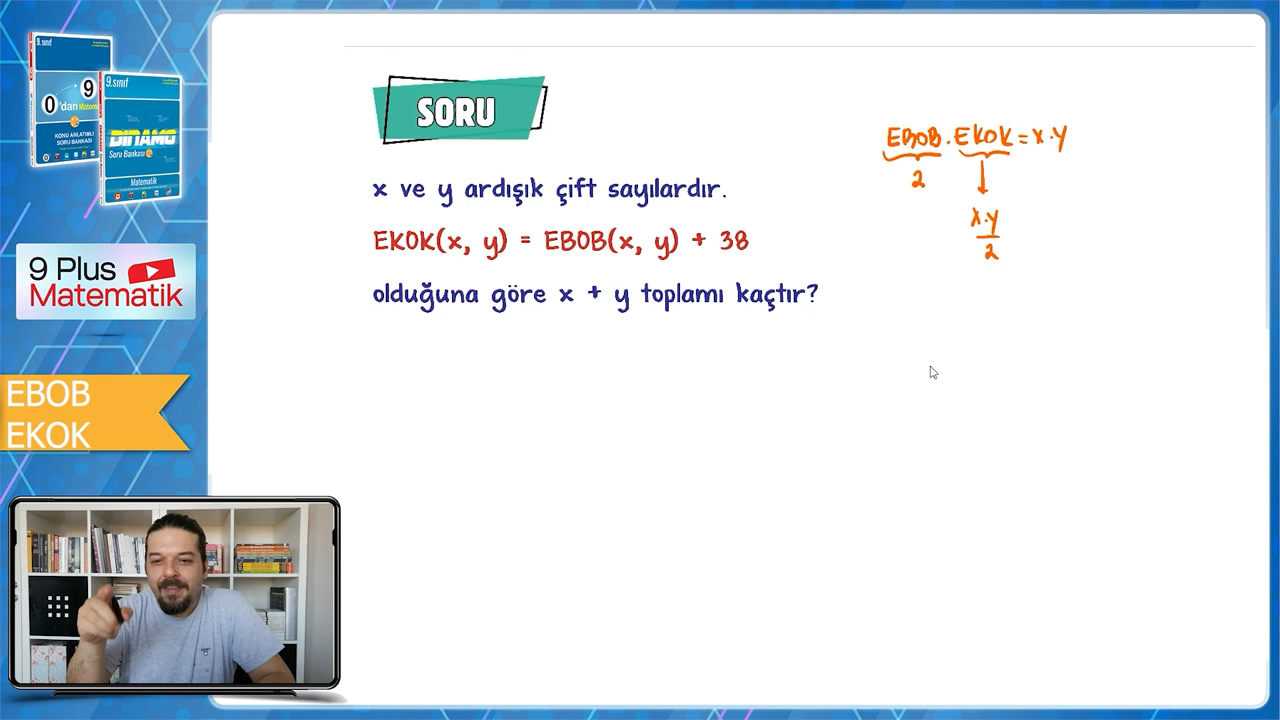 9.sınıf
0'dan
9
Matem
KONU ANLATIMLI
SORU BANKASI
9.sınıf
DİNAMO
Soru Bankası
Matematik
9 Plus
Matematik
EBOB
EKOK
SORU
x ve y ardışık çift sayılardır.
EKOK(x, y) = EBOB(x, y) + 38
olduğuna göre x + y toplamı kaçtır?
EBOB . EKOK = x.y
2
x.y
2